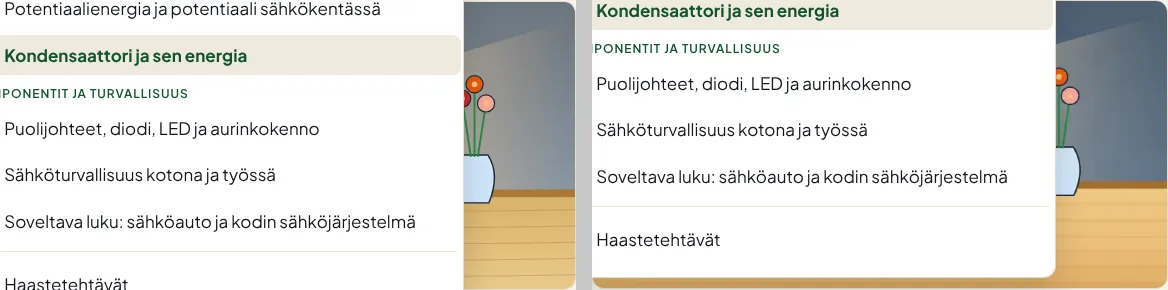 Potentiaalienergia ja potentiaali sähkökentässä
Kondensaattori ja sen energia
PONENTIT JA TURVALLISUUS
Puolijohteet, diodi, LED ja aurinkokenno
Sähköturvallisuus kotona ja työssä
Soveltava luku: sähköauto ja kodin sähköjärjestelmä
Haastetehtävät
Kondensaattori ja sen energia
PONENTIT JA TURVALLISUUS
Puolijohteet, diodi, LED ja aurinkokenno
Sähköturvallisuus kotona ja työssä
Soveltava luku: sähköauto ja kodin sähköjärjestelmä
Haastetehtävät